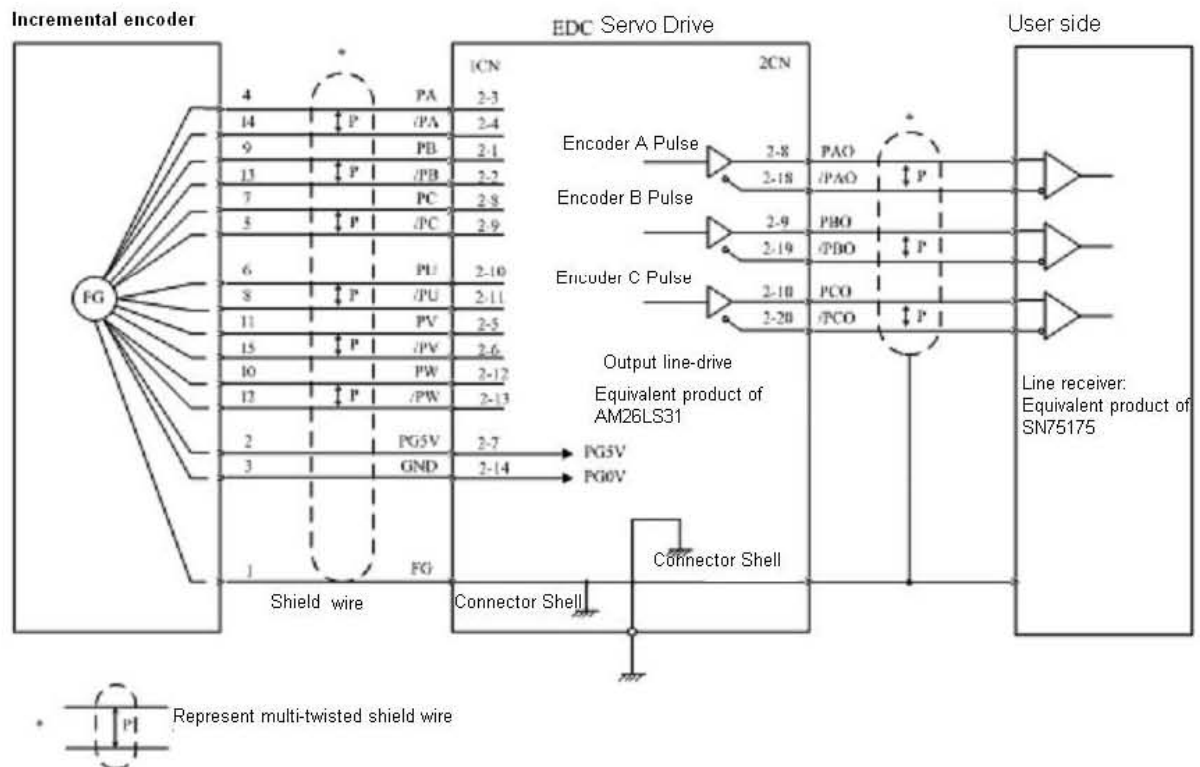 Incremental encoder
EDC Servo Drive
User side
*
1CN
2CN
*
4 PA 2-3
14 /PA 2-4
P
9 PB 2-1
13 /PB 2-2
P
7 PC 2-8
5 /PC 2-9
P
6 PU 2-10
8 /PU 2-11
P
11 PV 2-5
15 /PV 2-6
P
10 PW 2-12
12 /PW 2-13
P
2 PG5V 2-7 PG5V
3 GND 2-14 PG0V
1 FG
FG
Shield wire
Connector Shell
Connector Shell
Encoder A Pulse
2-8 PAO
2-18 /PAO
P
Encoder B Pulse
2-9 PBO
2-19 /PBO
P
Encoder C Pulse
2-10 PCO
2-20 /PCO
P
Output line-drive
Equivalent product of
AM26LS31
Line receiver:
Equivalent product of
SN75175
* P Represent multi-twisted shield wire